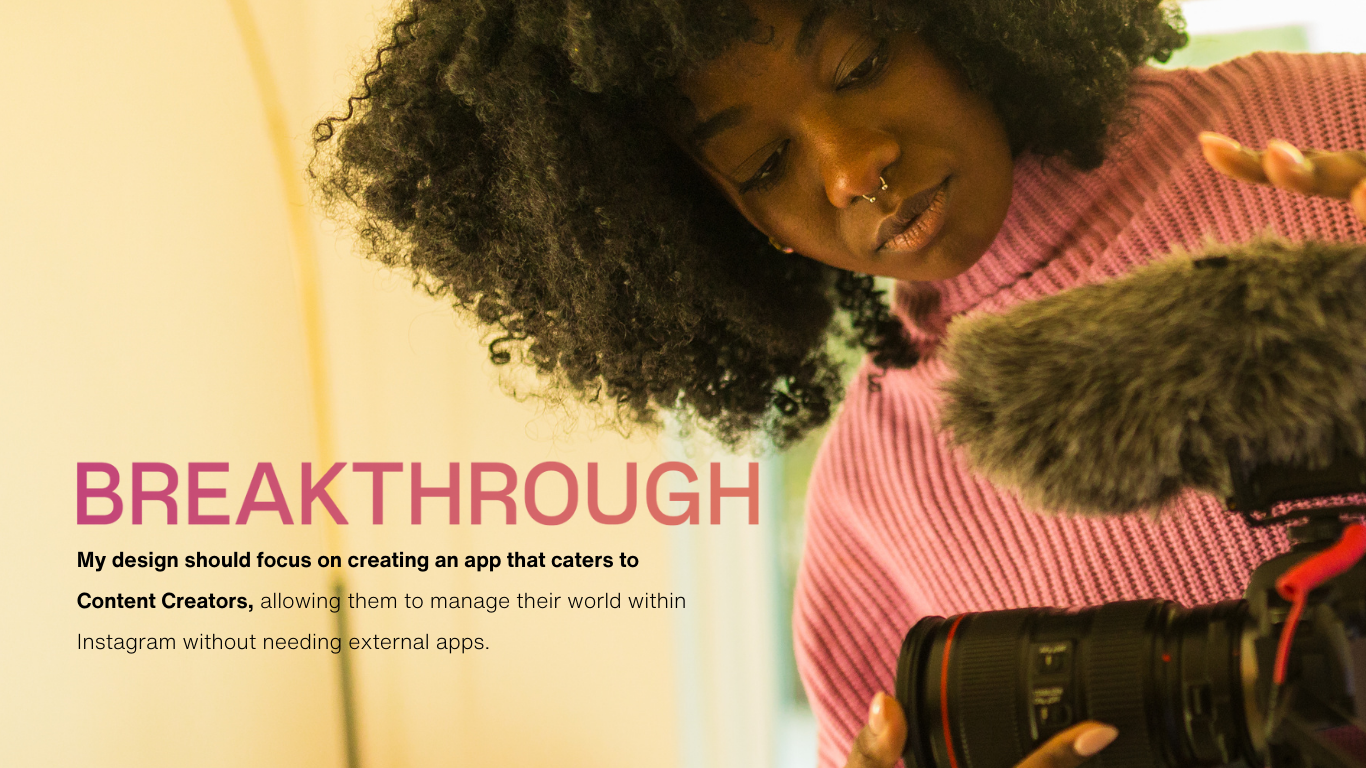 BREAKTHROUGH
My design should focus on creating an app that caters to
Content Creators, allowing them to manage their world within
Instagram without needing external apps.